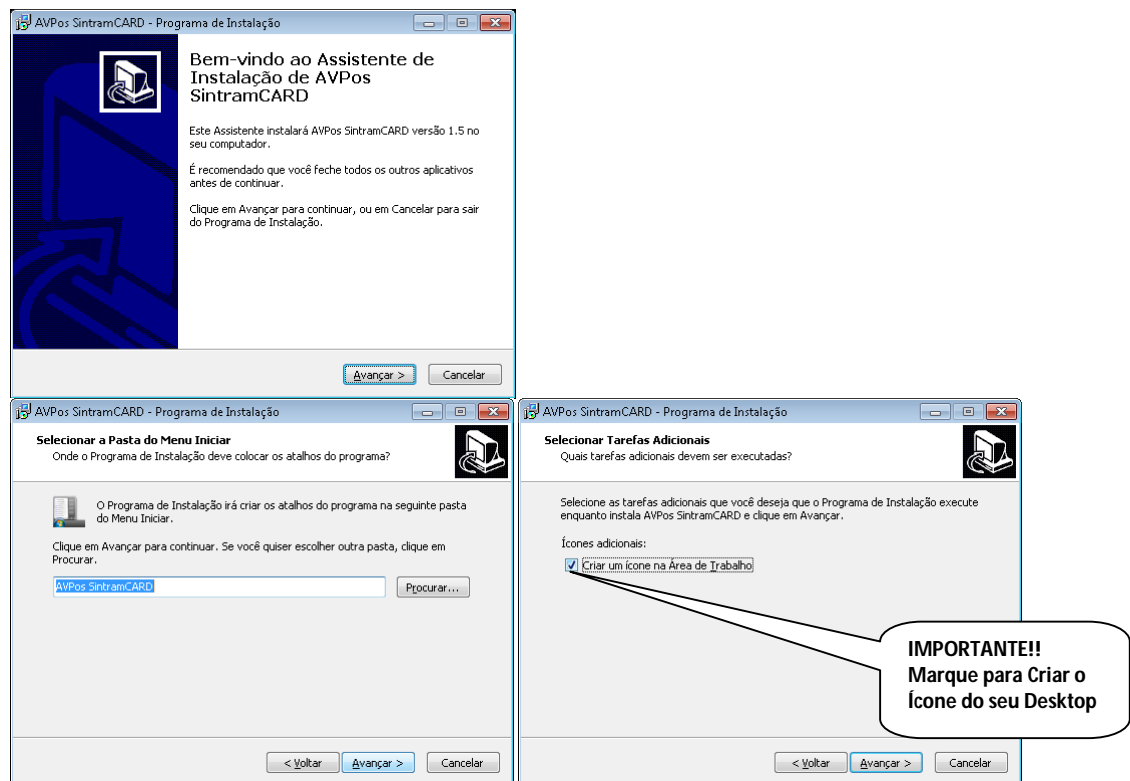 AVPos SintramCARD - Programa de Instalação
Bem-vindo ao Assistente de
Instalação de AVPos
SintramCARD
Este Assistente instalará AVPos SintramCARD versão 1.5 no
seu computador.
É recomendado que você feche todos os outros aplicativos
antes de continuar.
Clique em Avançar para continuar, ou em Cancelar para sair
do Programa de Instalação.
Avançar >
Cancelar
AVPos SintramCARD - Programa de Instalação
Selecionar a Pasta do Menu Iniciar
Onde o Programa de Instalação deve colocar os atalhos do programa?
O Programa de Instalação irá criar os atalhos do programa na seguinte pasta
do Menu Iniciar.
Clique em Avançar para continuar. Se você quiser escolher outra pasta, clique em
Procurar.
AVPos SintramCARD
Procurar...
< Voltar
Avançar >
Cancelar
AVPos SintramCARD - Programa de Instalação
Selecionar Tarefas Adicionais
Quais tarefas adicionais devem ser executadas?
Selecione as tarefas adicionais que você deseja que o Programa de Instalação execute
enquanto instala AVPos SintramCARD e clique em Avançar.
Ícones adicionais:
Criar um ícone na Área de Trabalho
IMPORTANTE!!
Marque para Criar o
Ícone do seu Desktop
< Voltar
Avançar >
Cancelar